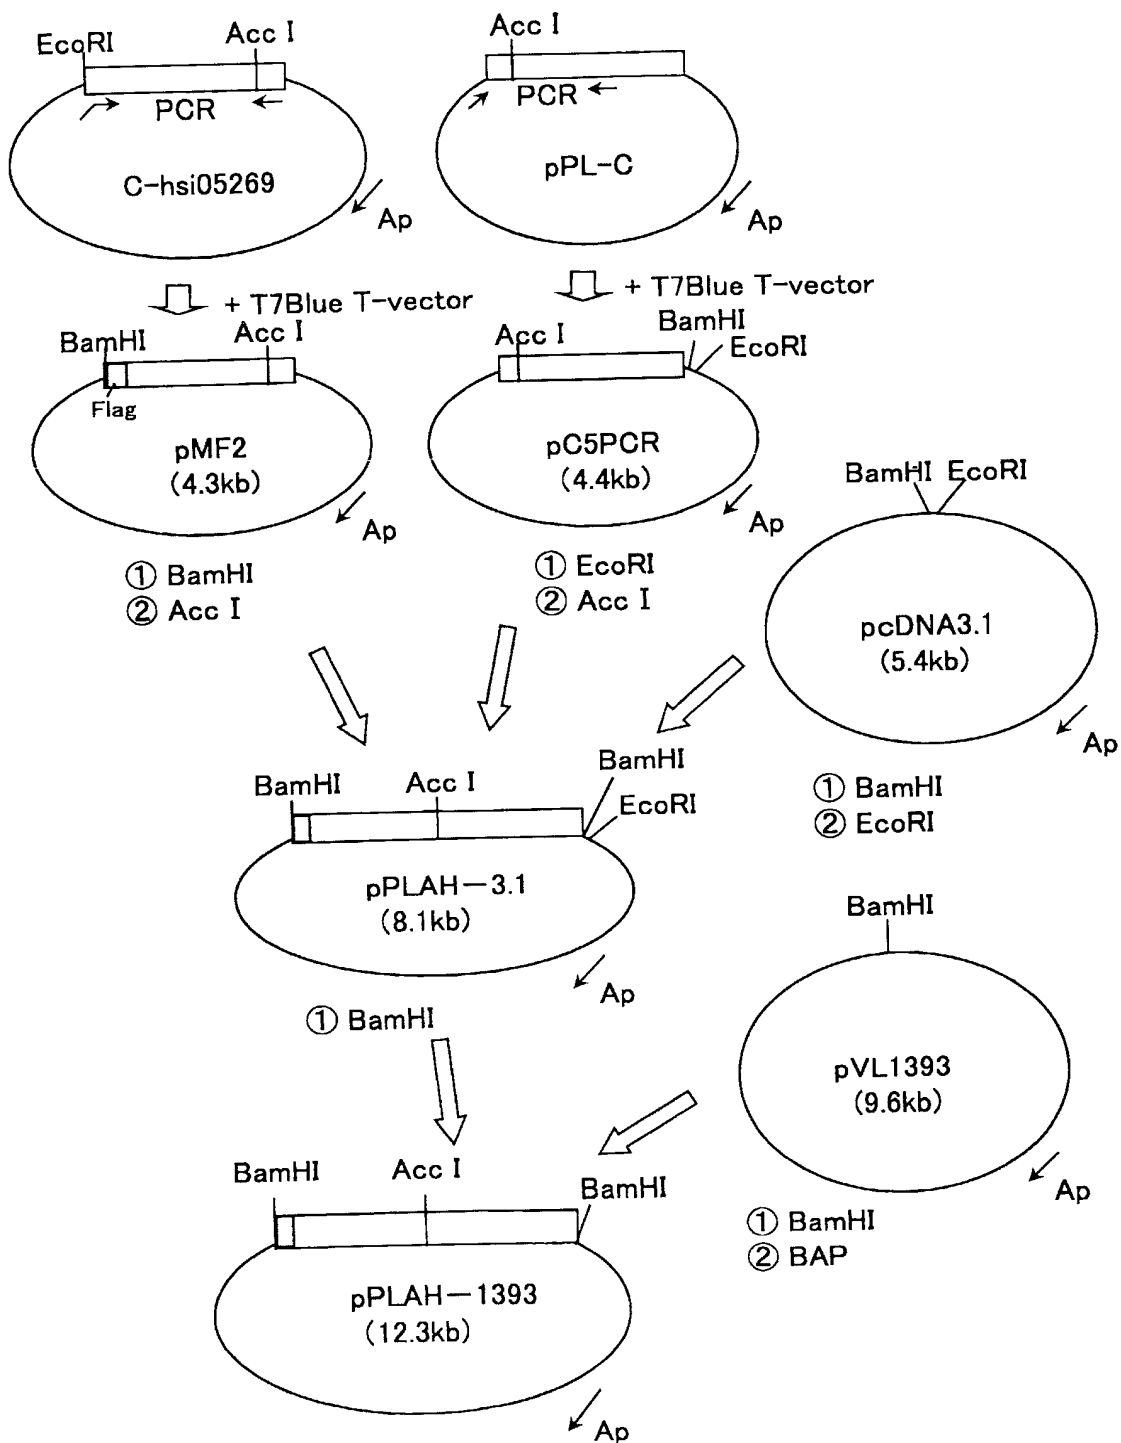 EcoRI
Acc I
PCR
C-hsi05269
Ap
Acc I
PCR
pPL-C
Ap
+ T7Blue T-vector
+ T7Blue T-vector
BamHI
Acc I
Flag
pMF2
(4.3kb)
Ap
① BamHI
② Acc I
Acc I
BamHI
EcoRI
pC5PCR
(4.4kb)
Ap
① EcoRI
② Acc I
BamHI EcoRI
pcDNA3.1
(5.4kb)
Ap
① BamHI
② EcoRI
BamHI
Acc I
BamHI
EcoRI
pPLAH-3.1
(8.1kb)
Ap
① BamHI
BamHI
pVL1393
(9.6kb)
Ap
① BamHI
② BAP
BamHI
Acc I
BamHI
pPLAH-1393
(12.3kb)
Ap